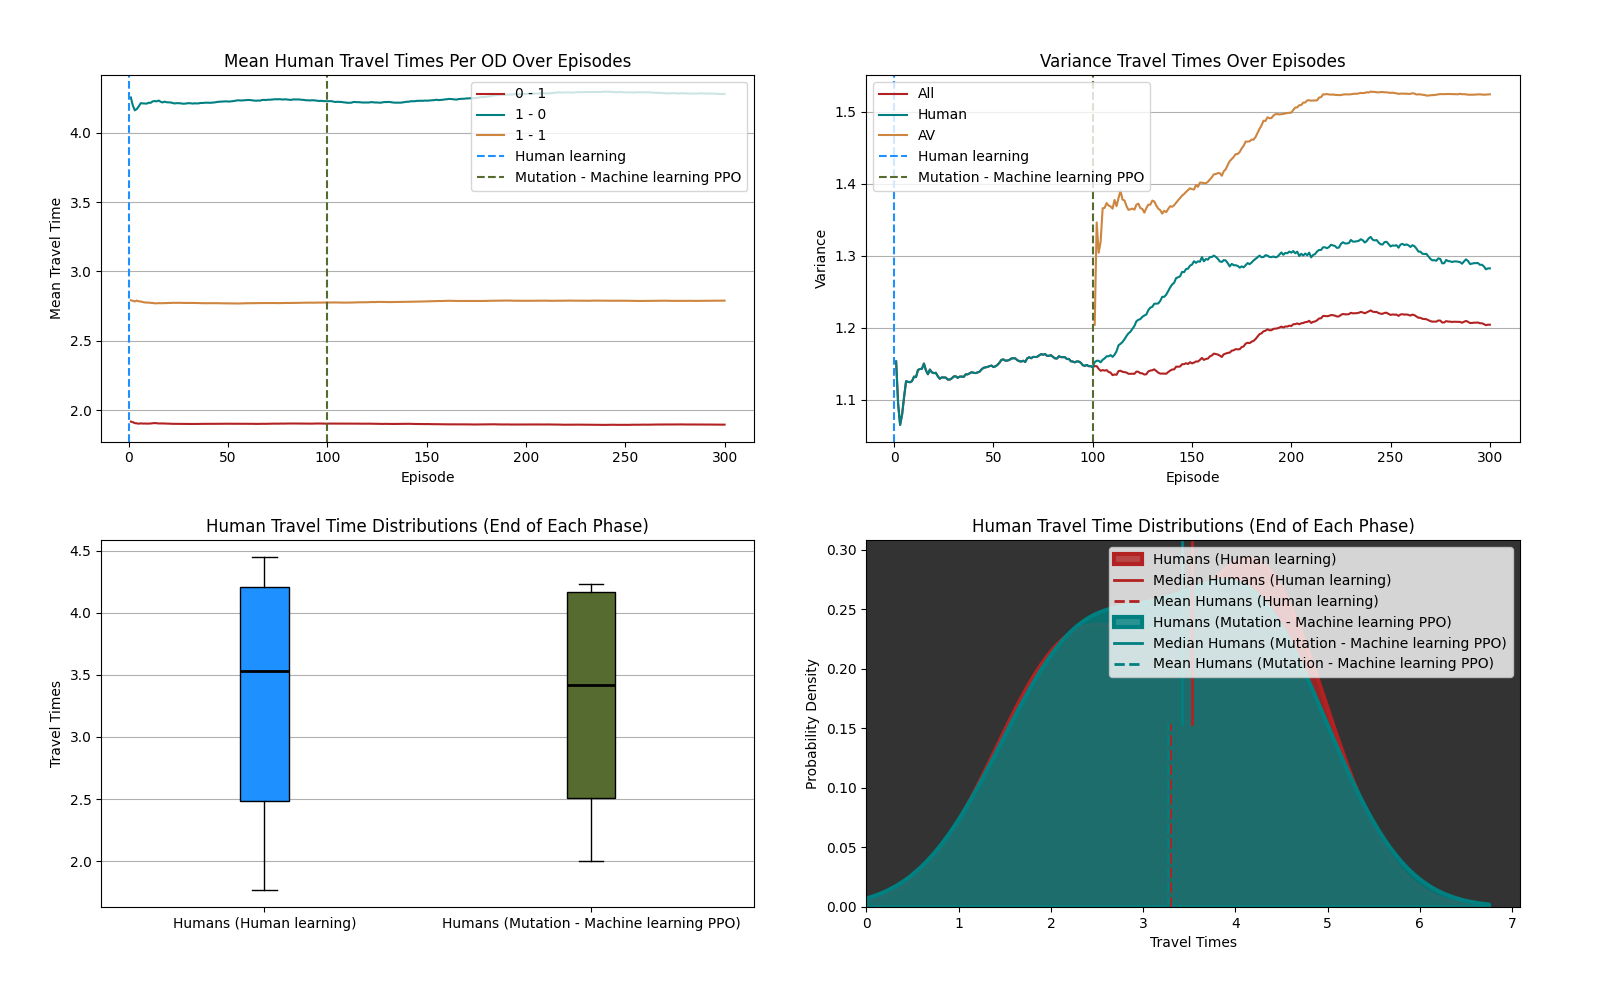 Mean Human Travel Times Per OD Over Episodes
Mean Travel Time
4.0
3.5
3.0
2.5
2.0
0 - 1
1 - 0
1 - 1
Human learning
Mutation - Machine learning PPO
0 50 100 150 200 250 300
Episode
Variance Travel Times Over Episodes
Variance
1.5
1.4
1.3
1.2
1.1
All
Human
AV
Human learning
Mutation - Machine learning PPO
0 50 100 150 200 250 300
Episode
Human Travel Time Distributions (End of Each Phase)
Travel Times
4.5
4.0
3.5
3.0
2.5
2.0
Humans (Human learning) Humans (Mutation - Machine learning PPO)
Human Travel Time Distributions (End of Each Phase)
Probability Density
0.30
0.25
0.20
0.15
0.10
0.05
0.00
Humans (Human learning)
Median Humans (Human learning)
Mean Humans (Human learning)
Humans (Mutation - Machine learning PPO)
Median Humans (Mutation - Machine learning PPO)
Mean Humans (Mutation - Machine learning PPO)
0 1 2 3 4 5 6 7
Travel Times